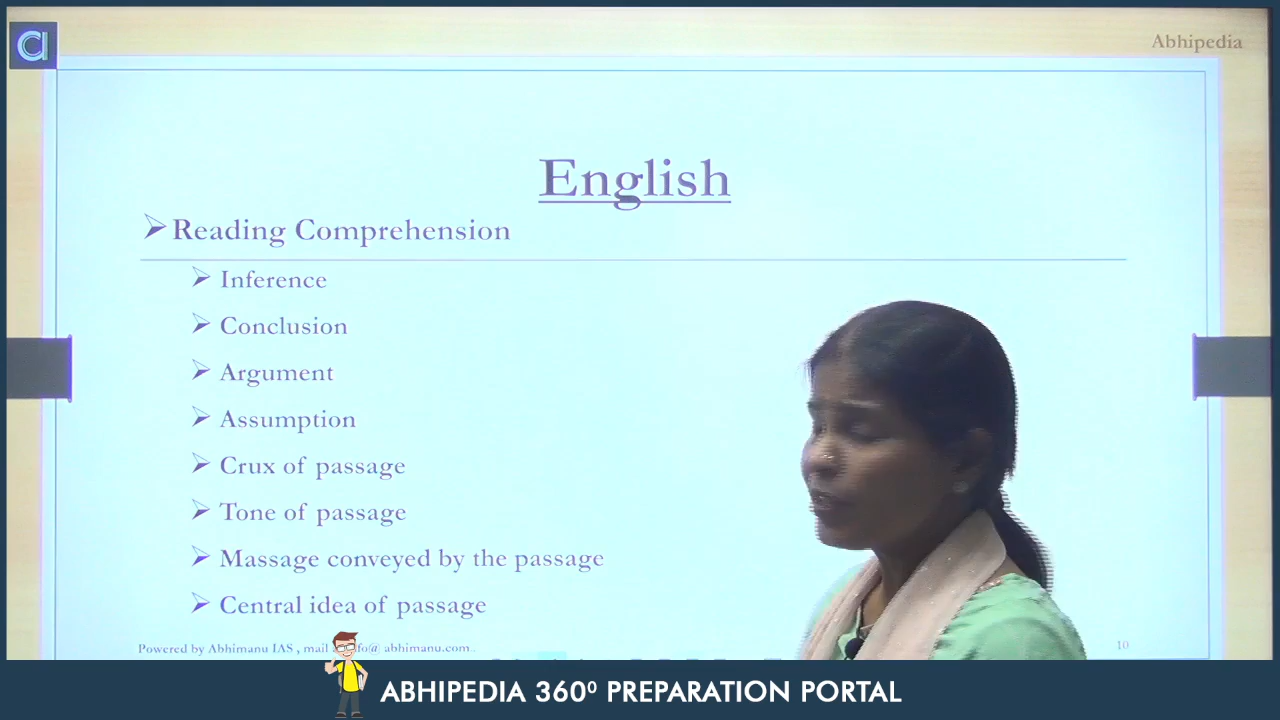 Abhipedia
English
Reading Comprehension
Inference
Conclusion
Argument
Assumption
Crux of passage
Tone of passage
Massage conveyed by the passage
Central idea of passage
Powered by Abhimanu IAS , mail abhimanu.com..
10
ABHIPEDIA 360⁰ PREPARATION PORTAL